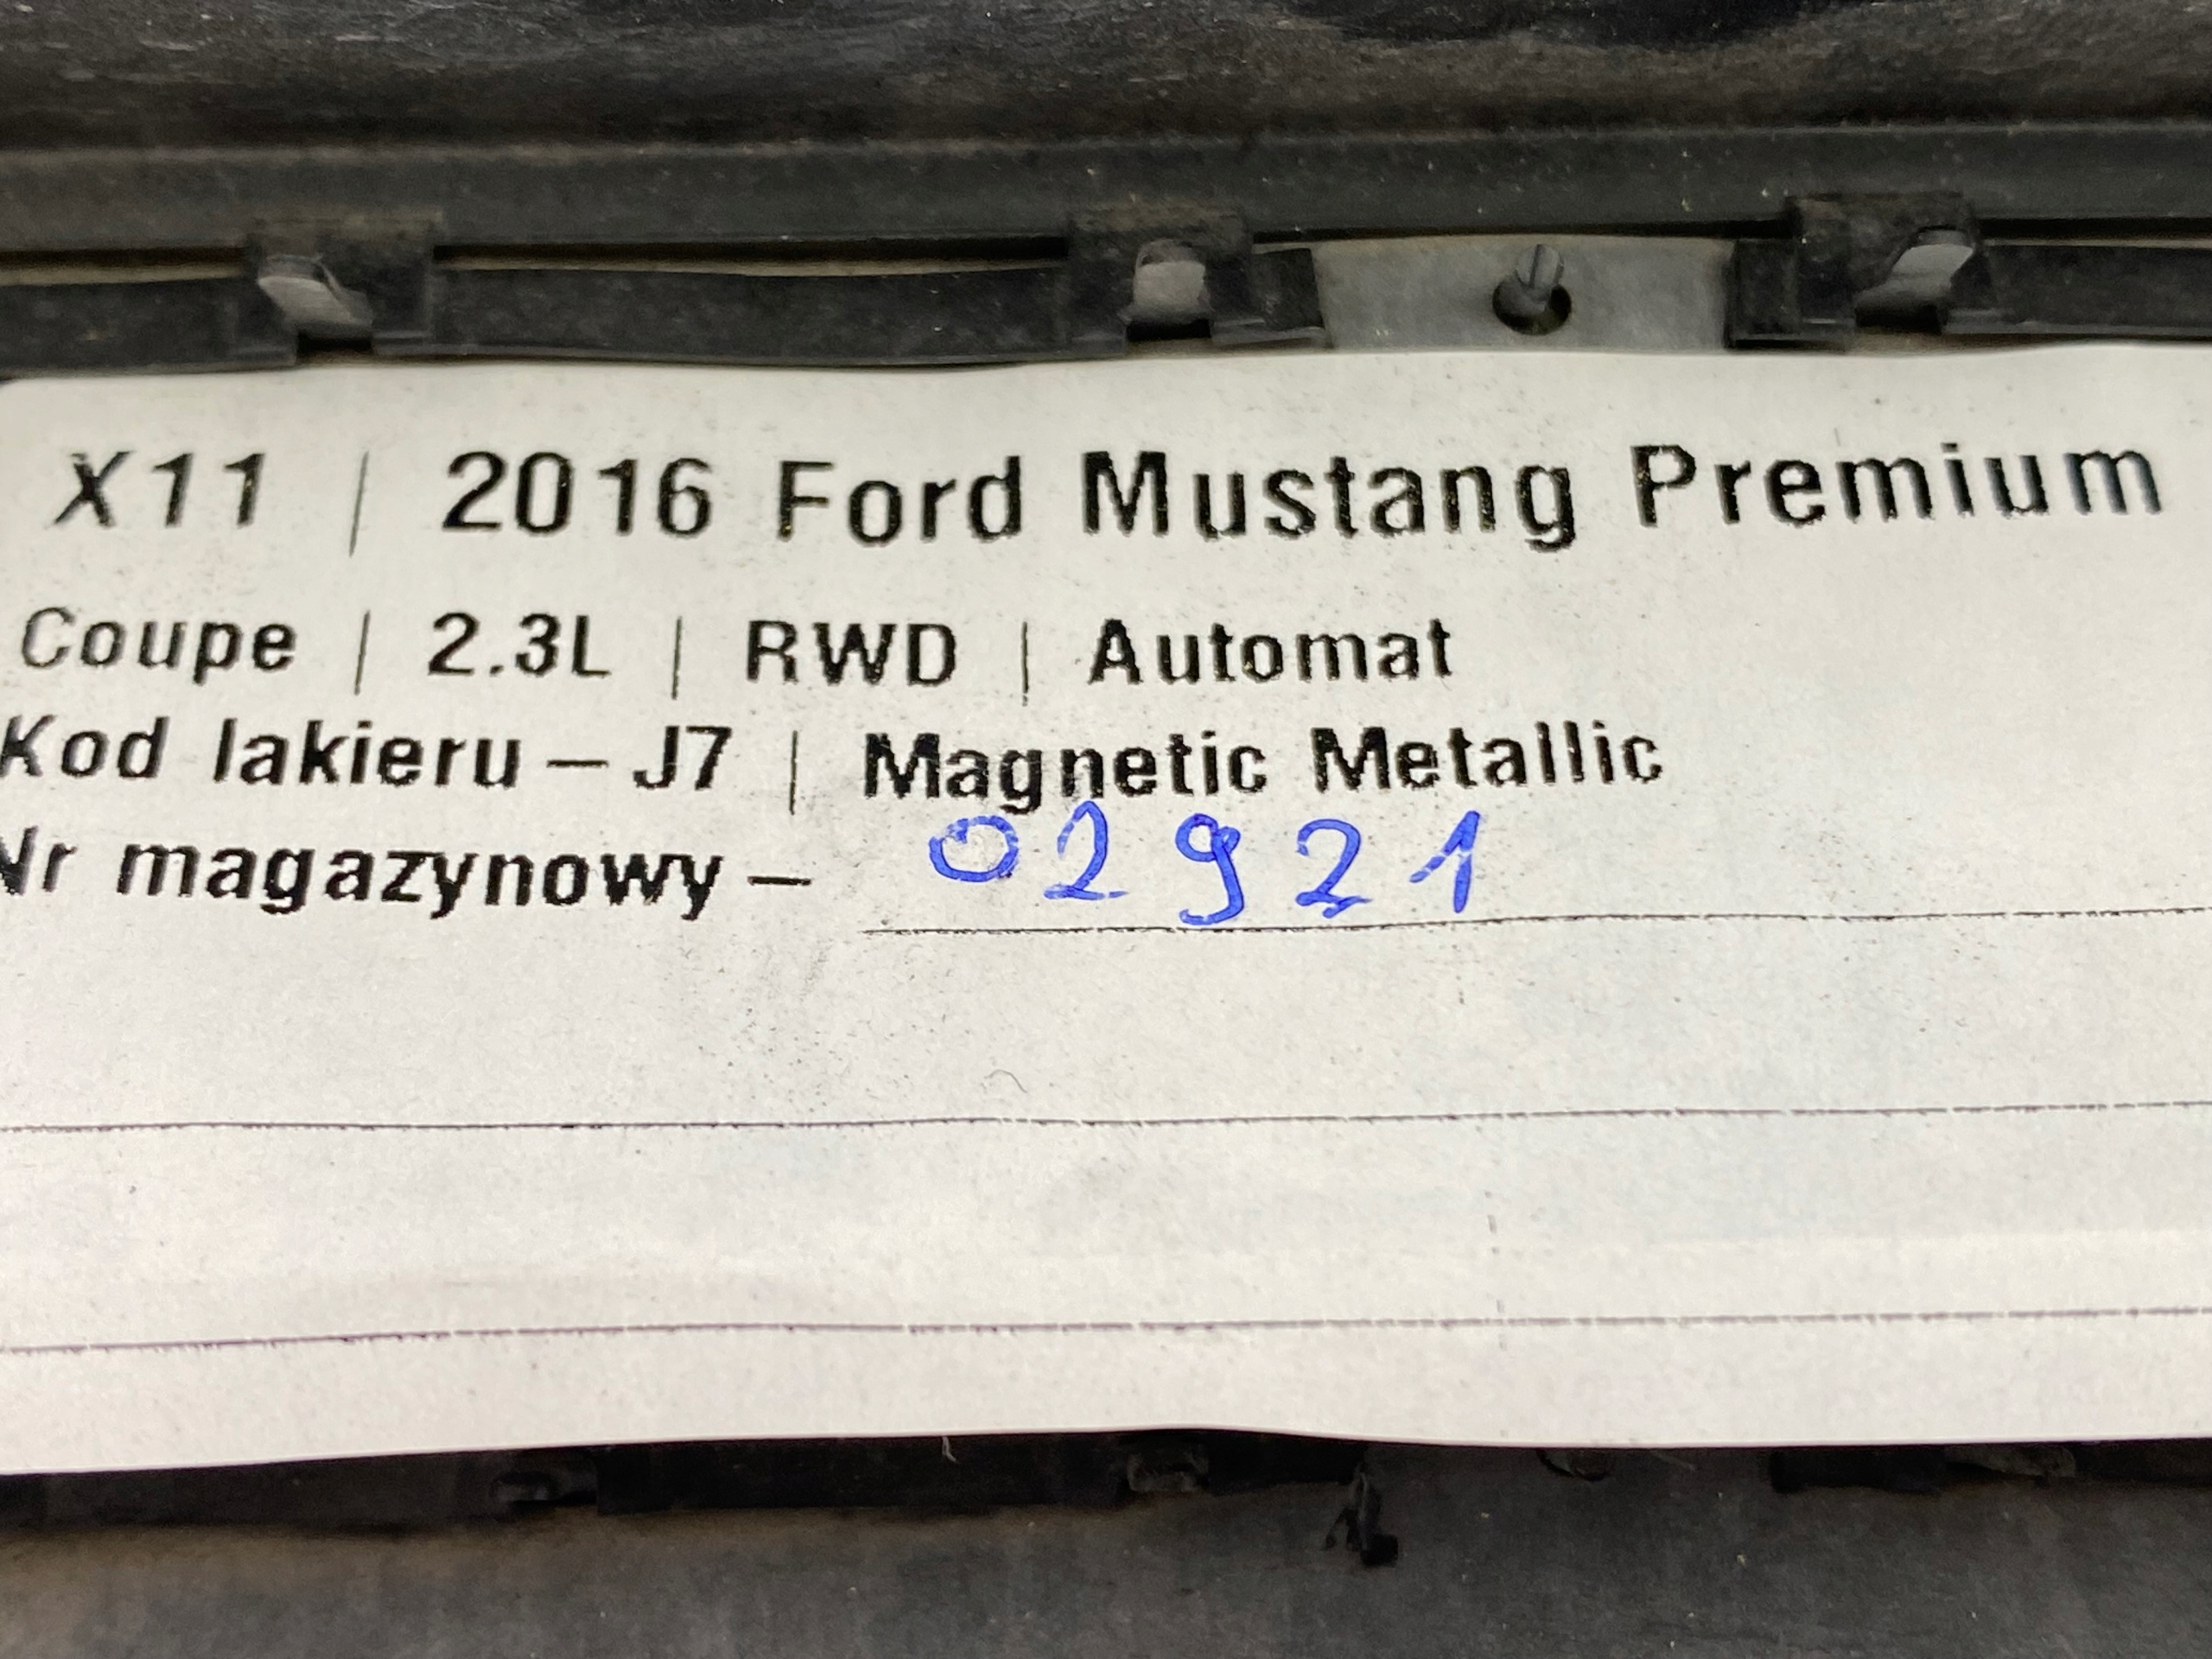 X11 | 2016 Ford Mustang Premium
Coupe | 2.3L | RWD | Automat
Kod lakieru – J7 | Magnetic Metallic
Nr magazynowy – 02921